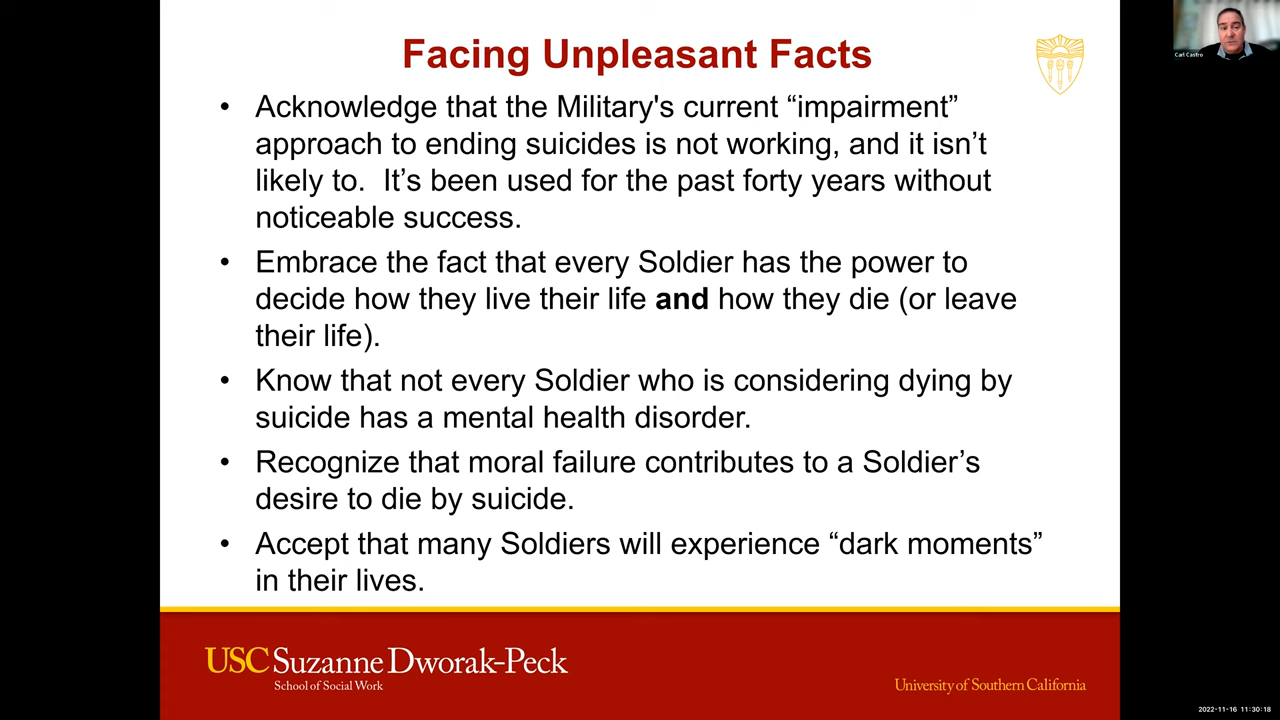 Facing Unpleasant Facts
• Acknowledge that the Military's current “impairment”
approach to ending suicides is not working, and it isn’t
likely to.  It’s been used for the past forty years without
noticeable success.
• Embrace the fact that every Soldier has the power to
decide how they live their life and how they die (or leave
their life).
• Know that not every Soldier who is considering dying by
suicide has a mental health disorder.
• Recognize that moral failure contributes to a Soldier’s
desire to die by suicide.
• Accept that many Soldiers will experience “dark moments”
in their lives.
USC Suzanne Dworak-Peck
School of Social Work
University of Southern California
Carl Castro
2022-11-16 11:30:18